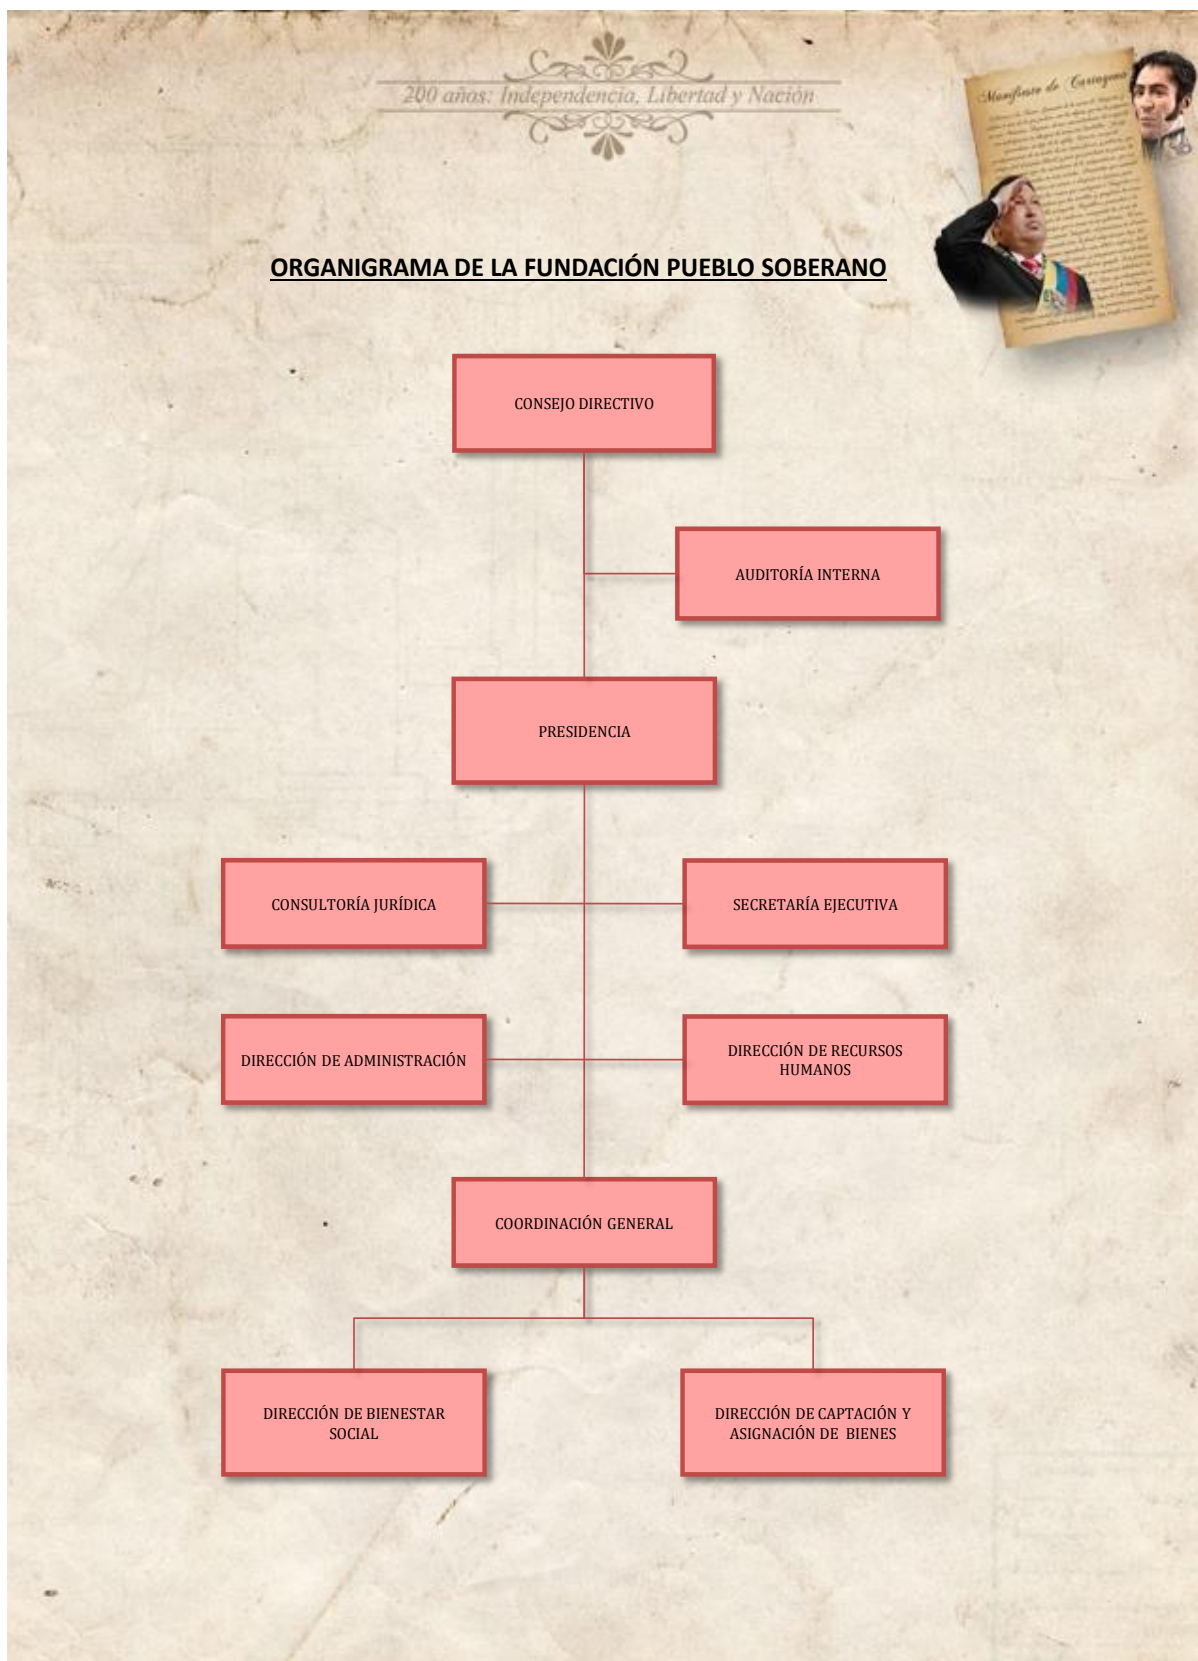 200 años: Independencia, Libertad y Nación
Manifiesto de Cartagena
ORGANIGRAMA DE LA FUNDACIÓN PUEBLO SOBERANO
CONSEJO DIRECTIVO
AUDITORÍA INTERNA
PRESIDENCIA
CONSULTORÍA JURÍDICA
SECRETARÍA EJECUTIVA
DIRECCIÓN DE ADMINISTRACIÓN
DIRECCIÓN DE RECURSOS
HUMANOS
COORDINACIÓN GENERAL
DIRECCIÓN DE BIENESTAR
SOCIAL
DIRECCIÓN DE CAPTACIÓN Y
ASIGNACIÓN DE BIENES